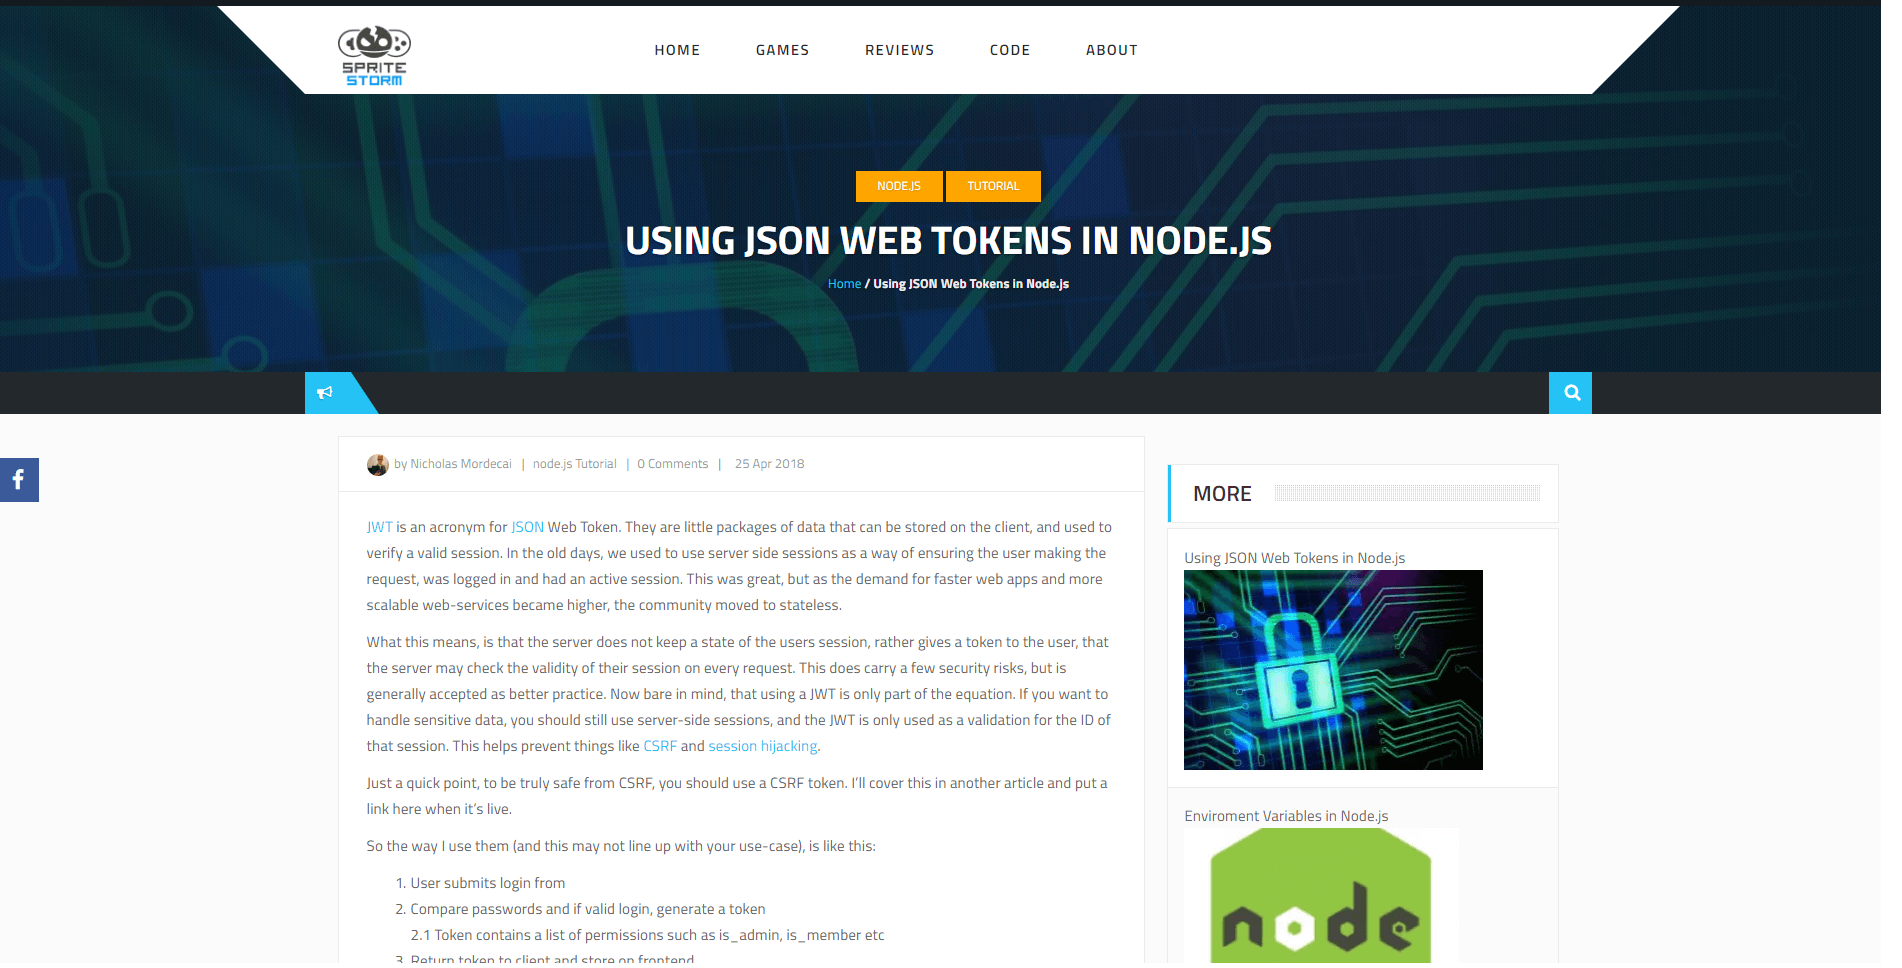 SPRITE
STORM
HOME
GAMES
REVIEWS
CODE
ABOUT
NODE.JS
TUTORIAL
USING JSON WEB TOKENS IN NODE.JS
Home / Using JSON Web Tokens in Node.js
by Nicholas Mordecai | node.js Tutorial | 0 Comments | 25 Apr 2018
JWT is an acronym for JSON Web Token. They are little packages of data that can be stored on the client, and used to
verify a valid session. In the old days, we used to use server side sessions as a way of ensuring the user making the
request, was logged in and had an active session. This was great, but as the demand for faster web apps and more
scalable web-services became higher, the community moved to stateless.
What this means, is that the server does not keep a state of the users session, rather gives a token to the user, that
the server may check the validity of their session on every request. This does carry a few security risks, but is
generally accepted as better practice. Now bare in mind, that using a JWT is only part of the equation. If you want to
handle sensitive data, you should still use server-side sessions, and the JWT is only used as a validation for the ID of
that session. This helps prevent things like CSRF and session hijacking.
Just a quick point, to be truly safe from CSRF, you should use a CSRF token. I'll cover this in another article and put a
link here when it's live.
So the way I use them (and this may not line up with your use-case), is like this:
1. User submits login from
2. Compare passwords and if valid login, generate a token
2.1 Token contains a list of permissions such as is_admin, is_member etc
3. Return token to client and store on frontend
MORE
Using JSON Web Tokens in Node.js
Enviroment Variables in Node.js
node